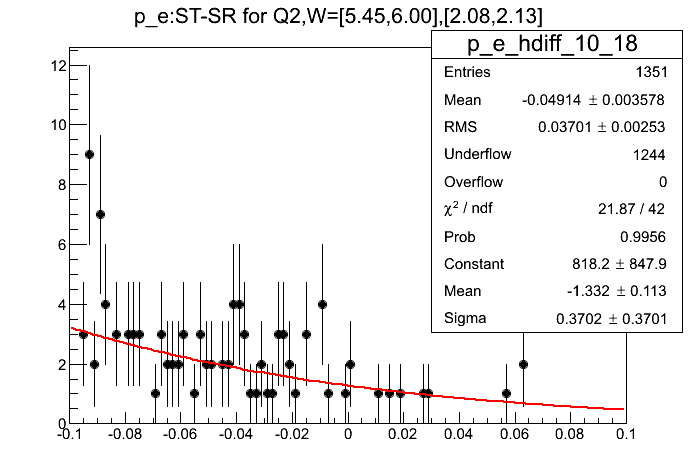 p_e:ST-SR for Q2,W=[5.45,6.00],[2.08,2.13]
p_e_hdiff_10_18
Entries 1351
Mean -0.04914 ± 0.003578
RMS 0.03701 ± 0.00253
Underflow 1244
Overflow 0
χ² / ndf 21.87 / 42
Prob 0.9956
Constant 818.2 ± 847.9
Mean -1.332 ± 0.113
Sigma 0.3702 ± 0.3701
12
10
8
6
4
2
0
-0.1 -0.08 -0.06 -0.04 -0.02 0 0.02 0.04 0.06 0.08 0.1